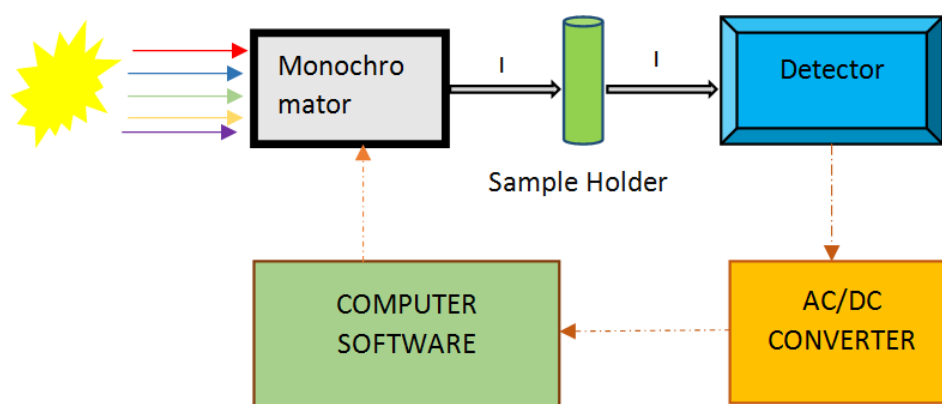 Monochro
mator
I
I
Detector
Sample Holder
COMPUTER
SOFTWARE
AC/DC
CONVERTER